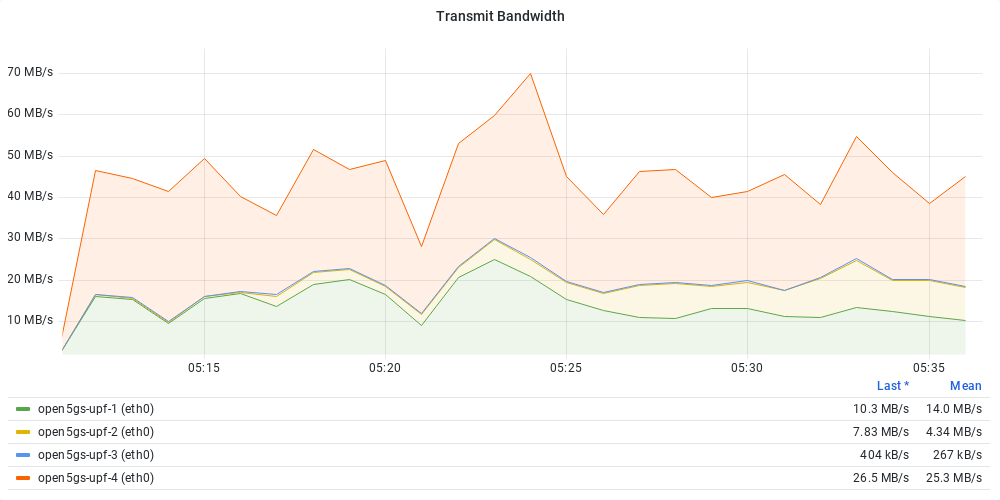 Transmit Bandwidth
70 MB/s
60 MB/s
50 MB/s
40 MB/s
30 MB/s
20 MB/s
10 MB/s
05:15 05:20 05:25 05:30 05:35
Last * Mean
open5gs-upf-1 (eth0) 10.3 MB/s 14.0 MB/s
open5gs-upf-2 (eth0) 7.83 MB/s 4.34 MB/s
open5gs-upf-3 (eth0) 404 kB/s 267 kB/s
open5gs-upf-4 (eth0) 26.5 MB/s 25.3 MB/s